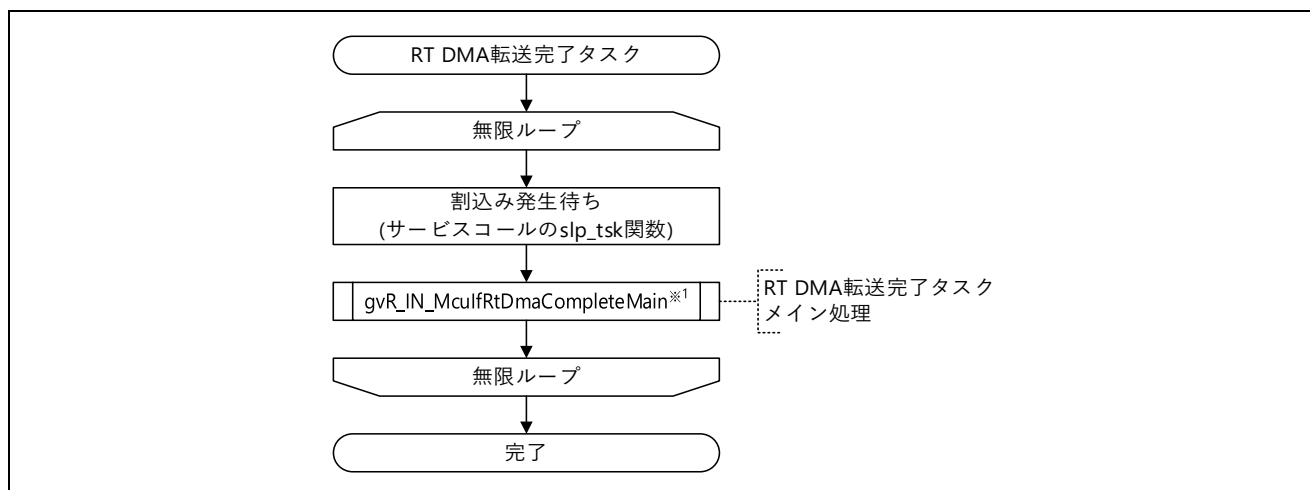 RT DMA転送完了タスク
無限ループ
割込み発生待ち
(サービスコールのslp_tsk関数)
gvR_IN_McuIfRtDmaCompleteMain※1
RT DMA転送完了タスク
メイン処理
無限ループ
完了